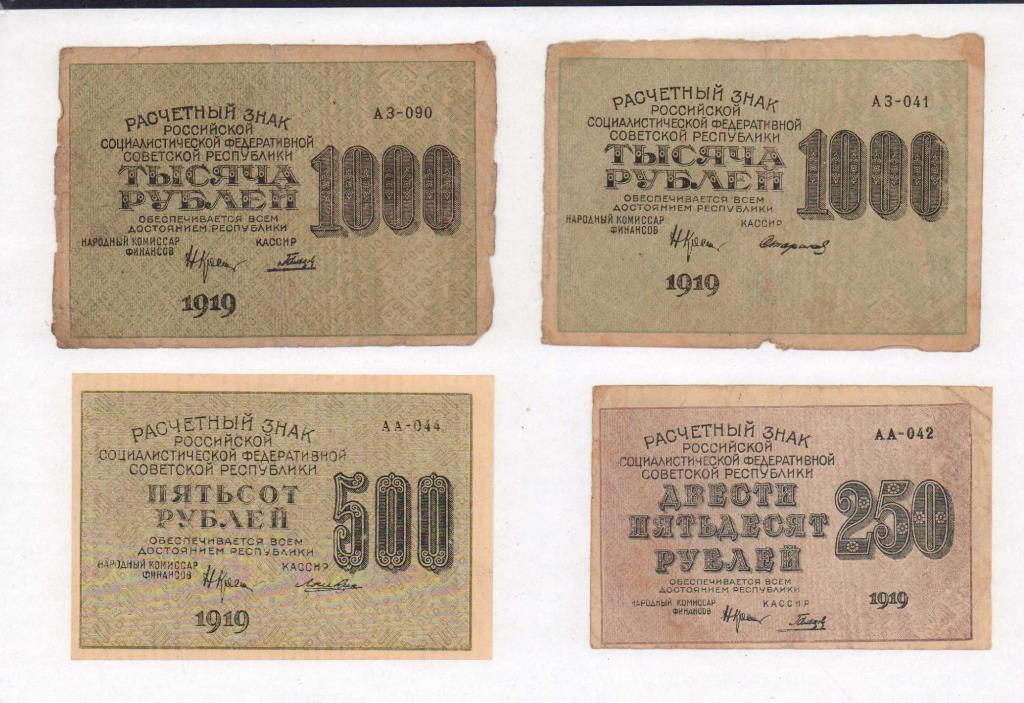 РАСЧЕТНЫЙ ЗНАК
АЗ-090
РОССИЙСКОЙ
СОЦИАЛИСТИЧЕСКОЙ ФЕДЕРАТИВНОЙ
СОВЕТСКОЙ РЕСПУБЛИКИ
ТЫСЯЧА
РУБЛЕЙ
1000
ОБЕСПЕЧИВАЕТСЯ ВСЕМ
ДОСТОЯНИЕМ РЕСПУБЛИКИ
НАРОДНЫЙ КОМИССАР
ФИНАНСОВ
КАССИР
1919
РАСЧЕТНЫЙ ЗНАК
АЗ-041
РОССИЙСКОЙ
СОЦИАЛИСТИЧЕСКОЙ ФЕДЕРАТИВНОЙ
СОВЕТСКОЙ РЕСПУБЛИКИ
ТЫСЯЧА
РУБЛЕЙ
1000
ОБЕСПЕЧИВАЕТСЯ ВСЕМ
ДОСТОЯНИЕМ РЕСПУБЛИКИ
НАРОДНЫЙ КОМИССАР
ФИНАНСОВ
КАССИР
1919
РАСЧЕТНЫЙ ЗНАК
АА-044
РОССИЙСКОЙ
СОЦИАЛИСТИЧЕСКОЙ ФЕДЕРАТИВНОЙ
СОВЕТСКОЙ РЕСПУБЛИКИ
ПЯТЬСОТ
РУБЛЕЙ
500
ОБЕСПЕЧИВАЕТСЯ ВСЕМ
ДОСТОЯНИЕМ РЕСПУБЛИКИ
НАРОДНЫЙ КОМИССАР
ФИНАНСОВ
КАССИР
1919
РАСЧЕТНЫЙ ЗНАК
АА-042
РОССИЙСКОЙ
СОЦИАЛИСТИЧЕСКОЙ ФЕДЕРАТИВНОЙ
СОВЕТСКОЙ РЕСПУБЛИКИ
ДВЕСТИ
ПЯТЬДЕСЯТ
РУБЛЕЙ
250
ОБЕСПЕЧИВАЕТСЯ ВСЕМ
ДОСТОЯНИЕМ РЕСПУБЛИКИ
НАРОДНЫЙ КОМИССАР
ФИНАНСОВ
КАССИР
1919